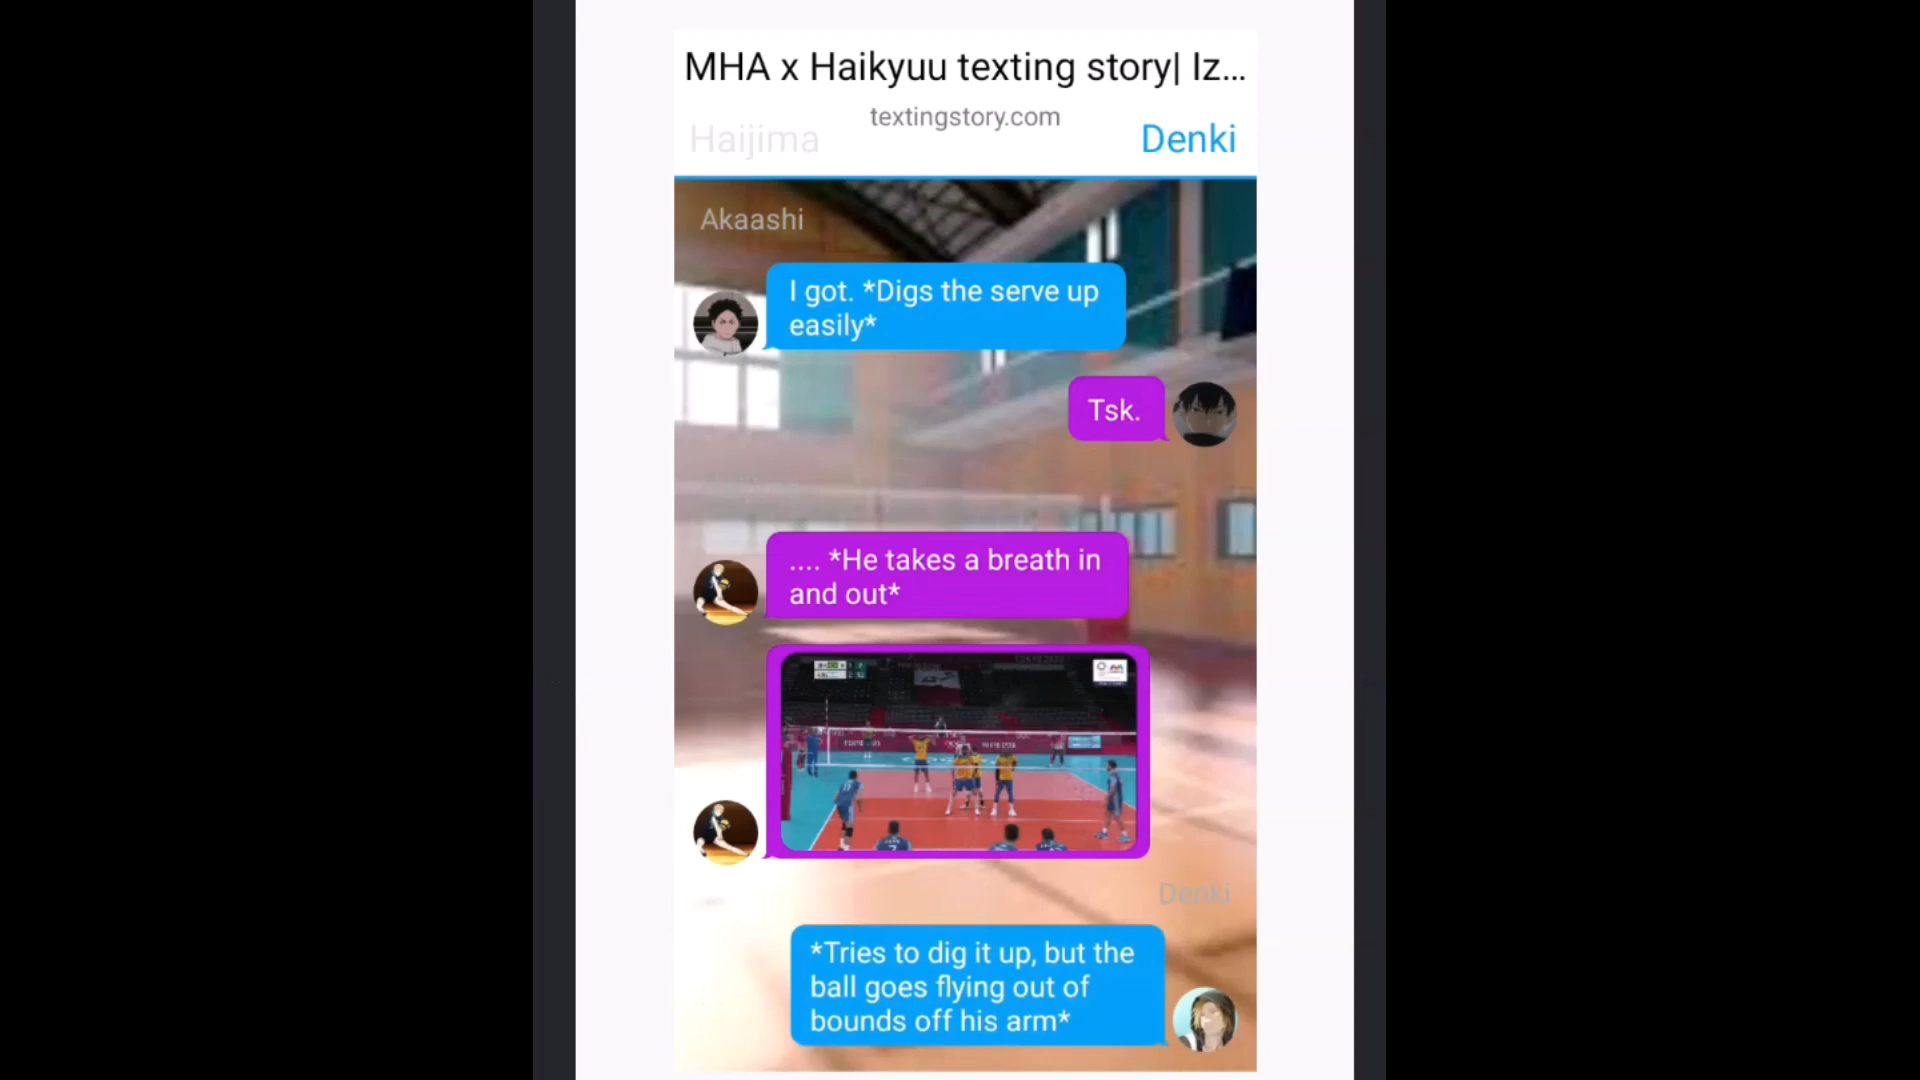 MHA x Haikyuu texting story| Iz...
textingstory.com
Haijima
Denki
Akaashi
I got. *Digs the serve up
easily*
Tsk.
.... *He takes a breath in
and out*
Denki
*Tries to dig it up, but the
ball goes flying out of
bounds off his arm*